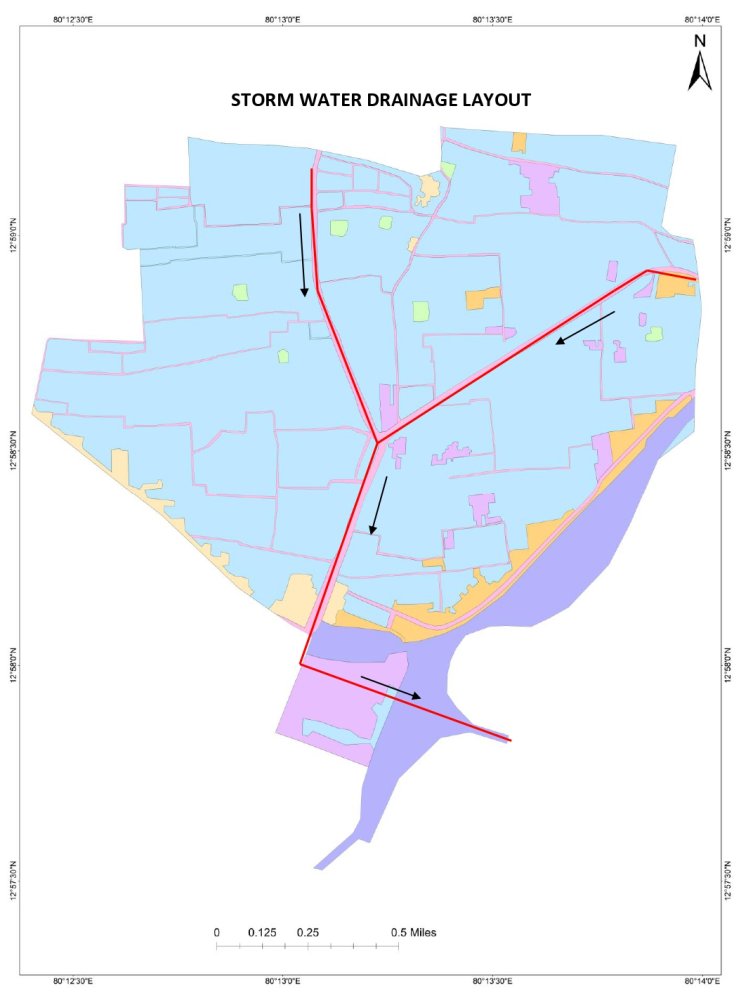 80°12'30"E 80°13'0"E 80°13'30"E 80°14'0"E
N
STORM WATER DRAINAGE LAYOUT
12°59'0"N 12°59'0"N
12°58'30"N 12°58'30"N
12°58'0"N 12°58'0"N
12°57'30"N 12°57'30"N
0 0.125 0.25 0.5 Miles
80°12'30"E 80°13'0"E 80°13'30"E 80°14'0"E